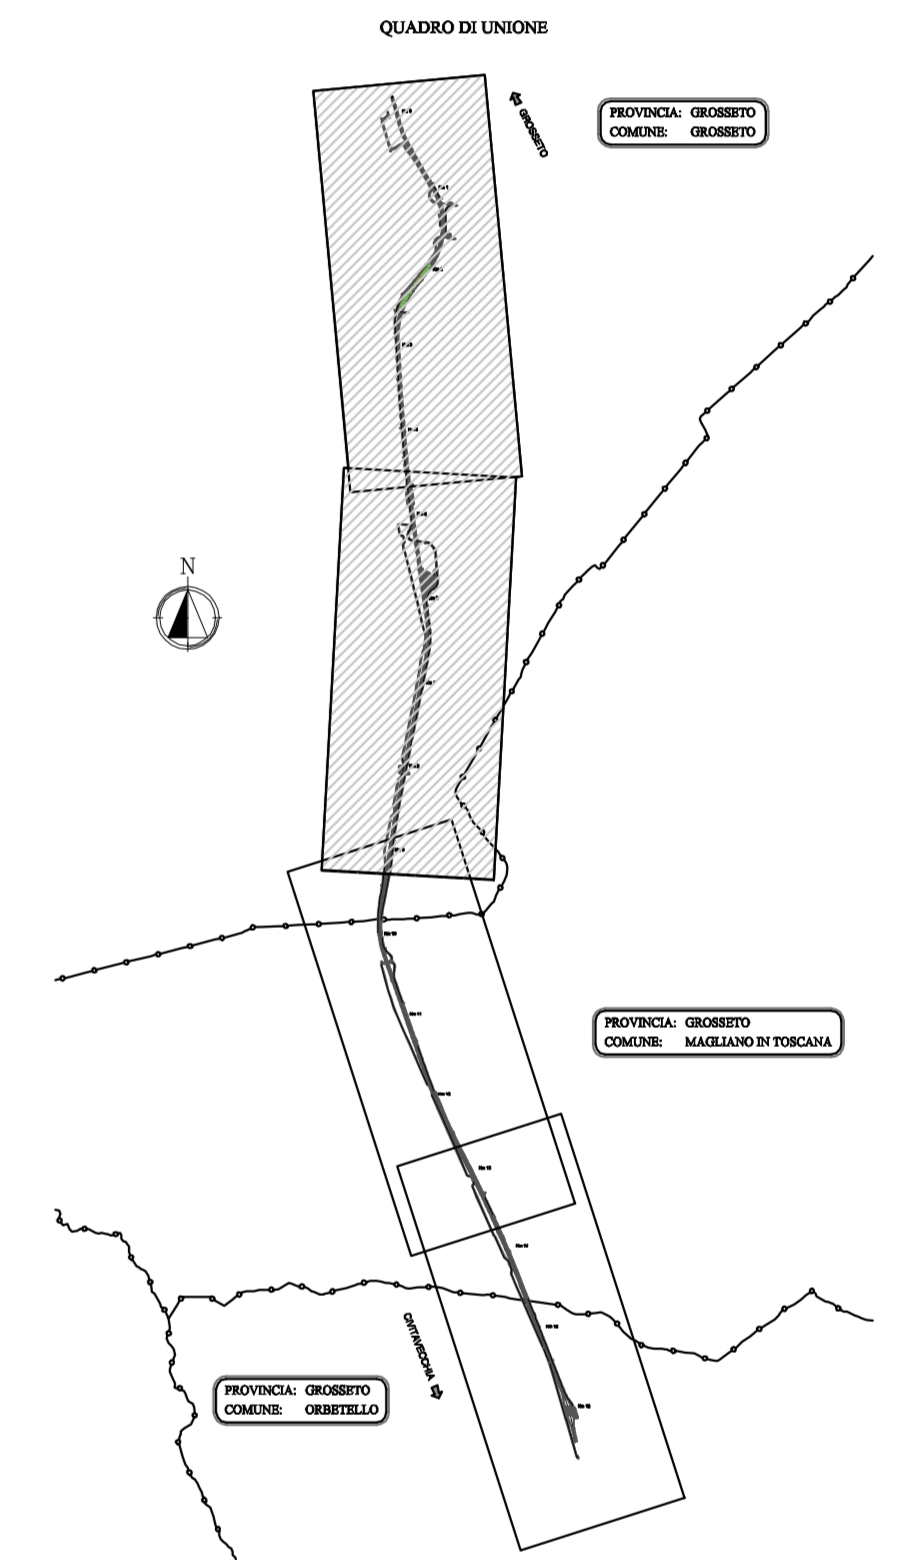 QUADRO DI UNIONE
GROSSETO
PROVINCIA: GROSSETO
COMUNE: GROSSETO
N
PROVINCIA: GROSSETO
COMUNE: MAGLIANO IN TOSCANA
CIVITAVECCHIA
PROVINCIA: GROSSETO
COMUNE: ORBETELLO